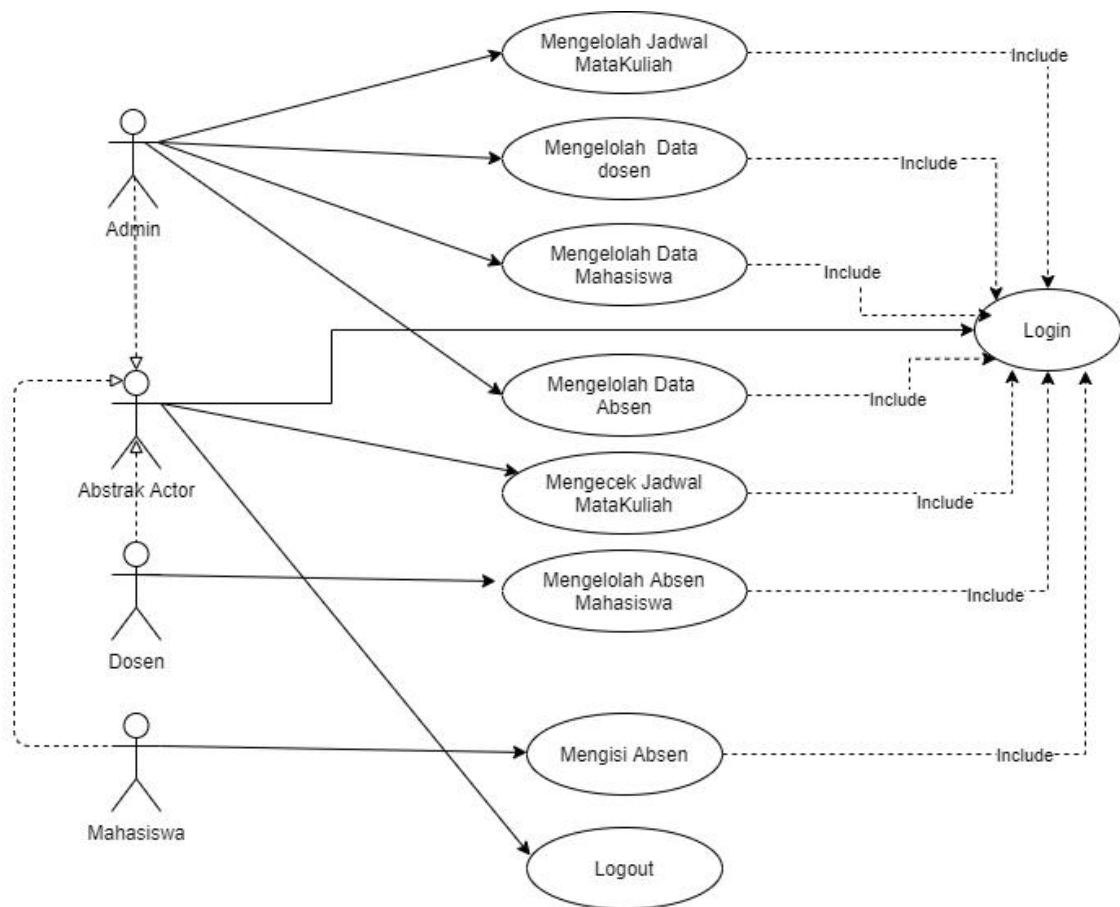 Mengelolah Jadwal
MataKuliah
Include
Mengelolah Data
dosen
Include
Admin
Mengelolah Data
Mahasiswa
Include
Login
Mengelolah Data
Absen
Include
Abstrak Actor
Mengecek Jadwal
MataKuliah
Include
Mengelolah Absen
Mahasiswa
Include
Dosen
Mengisi Absen
Include
Mahasiswa
Logout